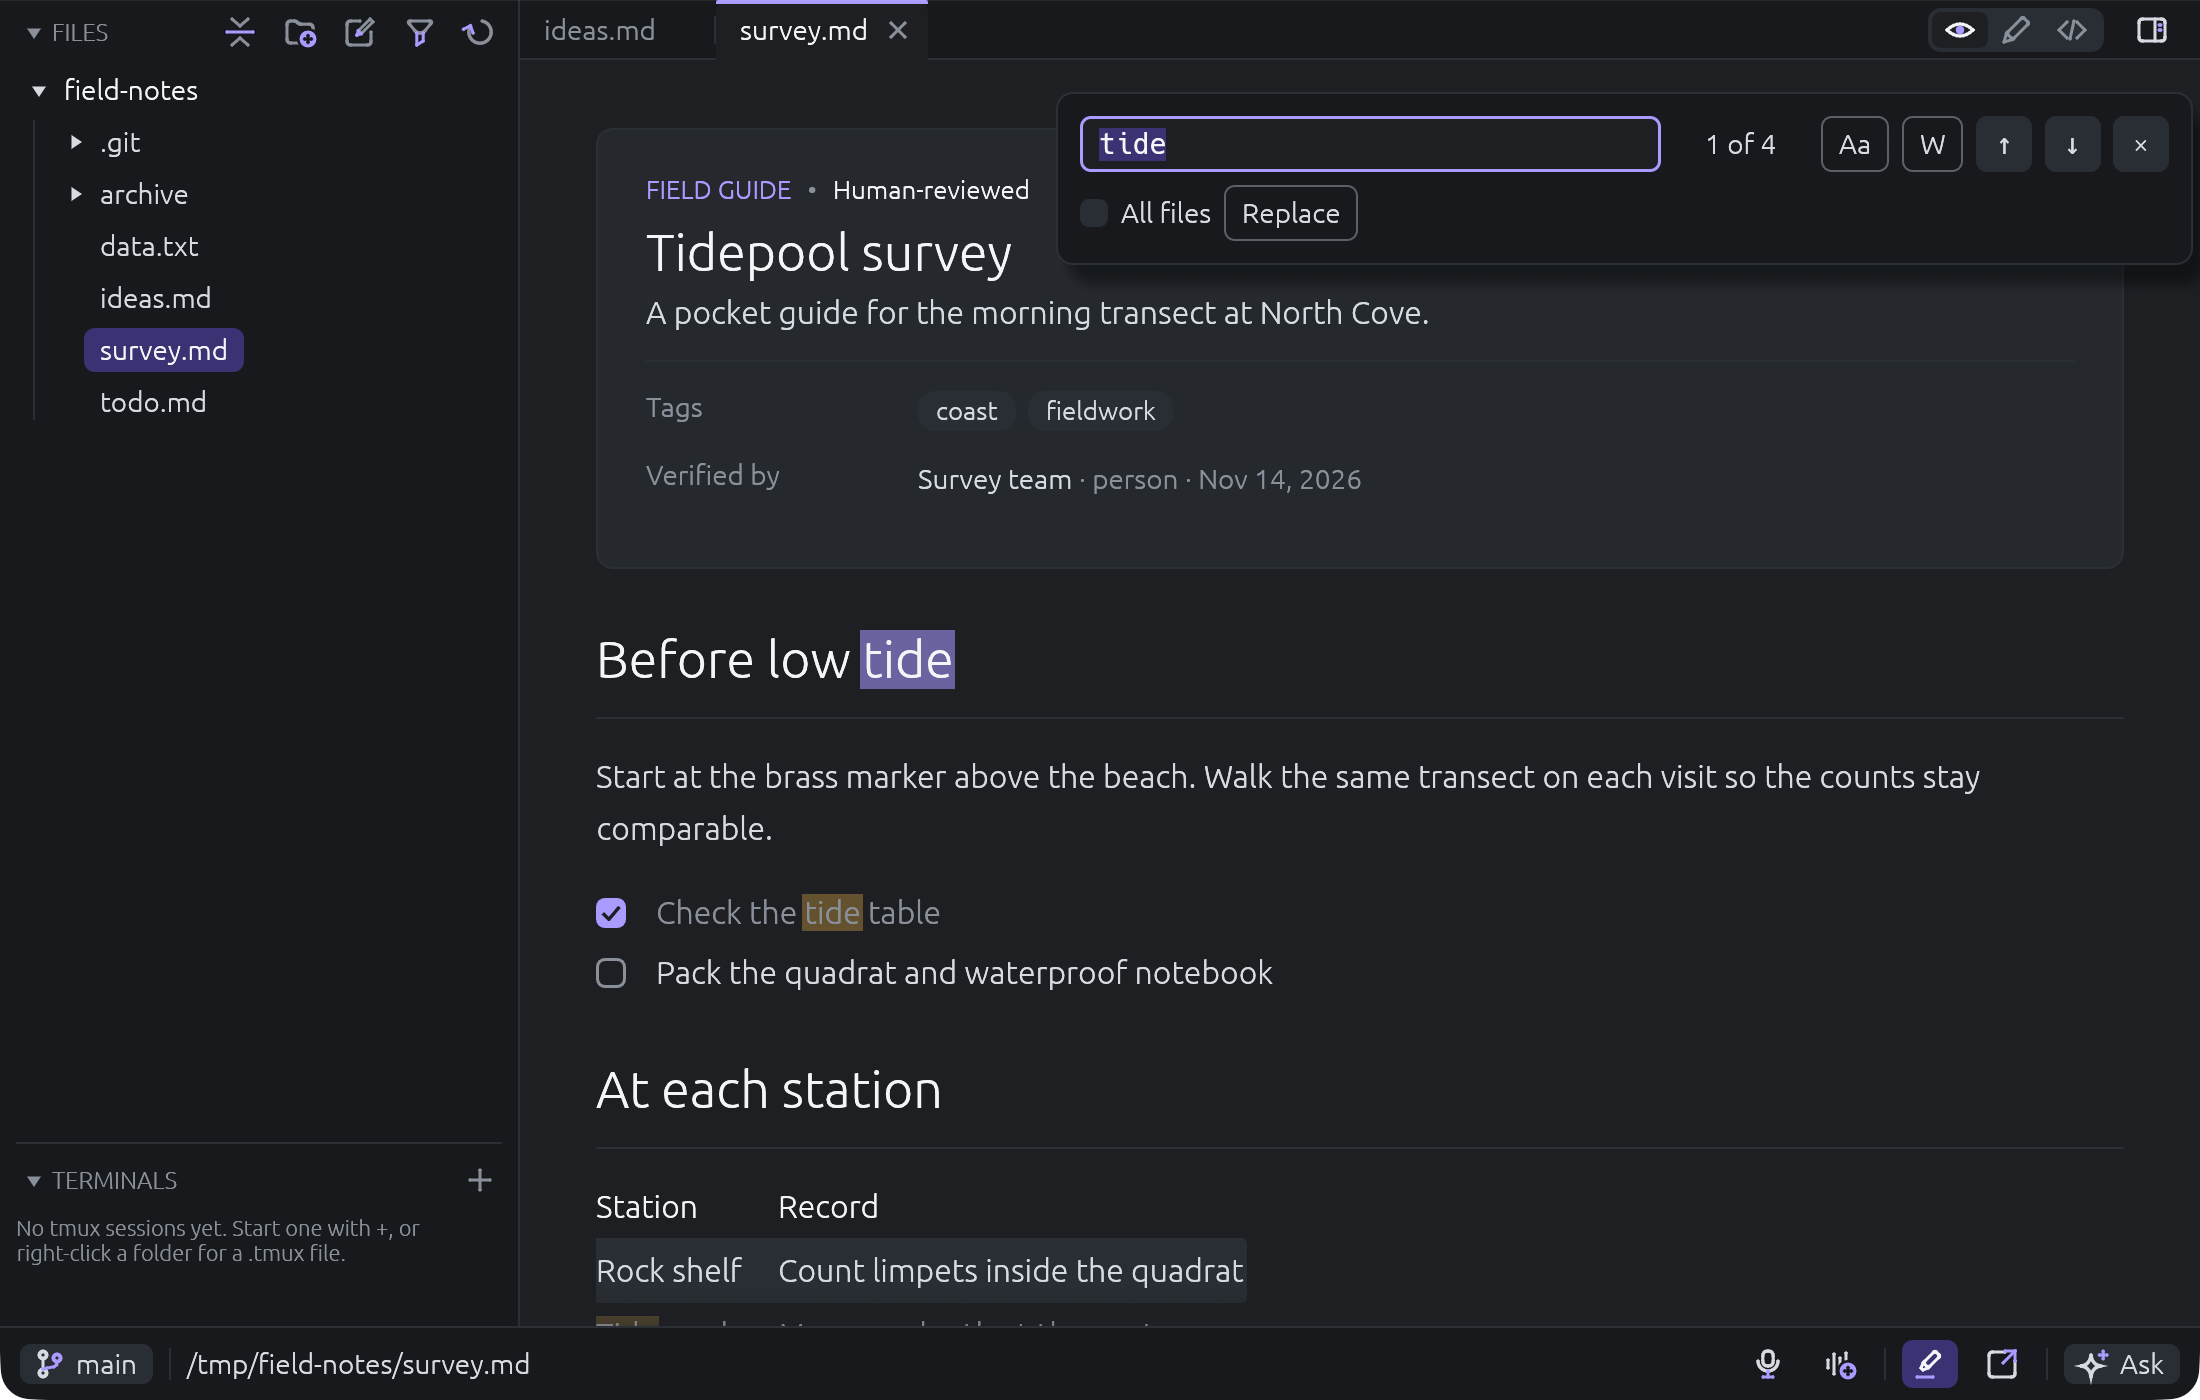 FILES
field-notes
.git
archive
data.txt
ideas.md
survey.md
todo.md
TERMINALS
No tmux sessions yet. Start one with +, or
right-click a folder for a .tmux file.
ideas.md
survey.md
tide
1 of 4
Aa
W
All files
Replace
FIELD GUIDE • Human-reviewed
Tidepool survey
A pocket guide for the morning transect at North Cove.
Tags coast fieldwork
Verified by Survey team · person · Nov 14, 2026
Before low tide
Start at the brass marker above the beach. Walk the same transect on each visit so the counts stay
comparable.
Check the tide table
Pack the quadrat and waterproof notebook
At each station
Station Record
Rock shelf Count limpets inside the quadrat
main
/tmp/field-notes/survey.md
Ask